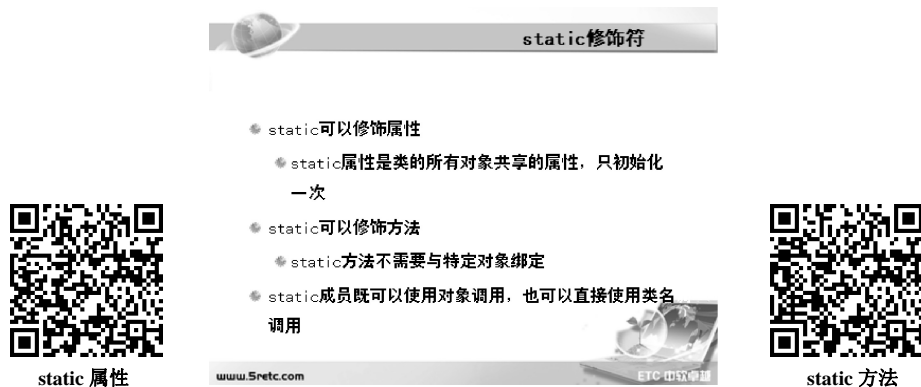 static修饰符
static可以修饰属性
static属性是类的所有对象共享的属性，只初始化
一次
static可以修饰方法
static方法不需要与特定对象绑定
static成员既可以使用对象调用，也可以直接使用类名
调用
www.5retc.com
ETC 中软卓越
static 属性
static 方法